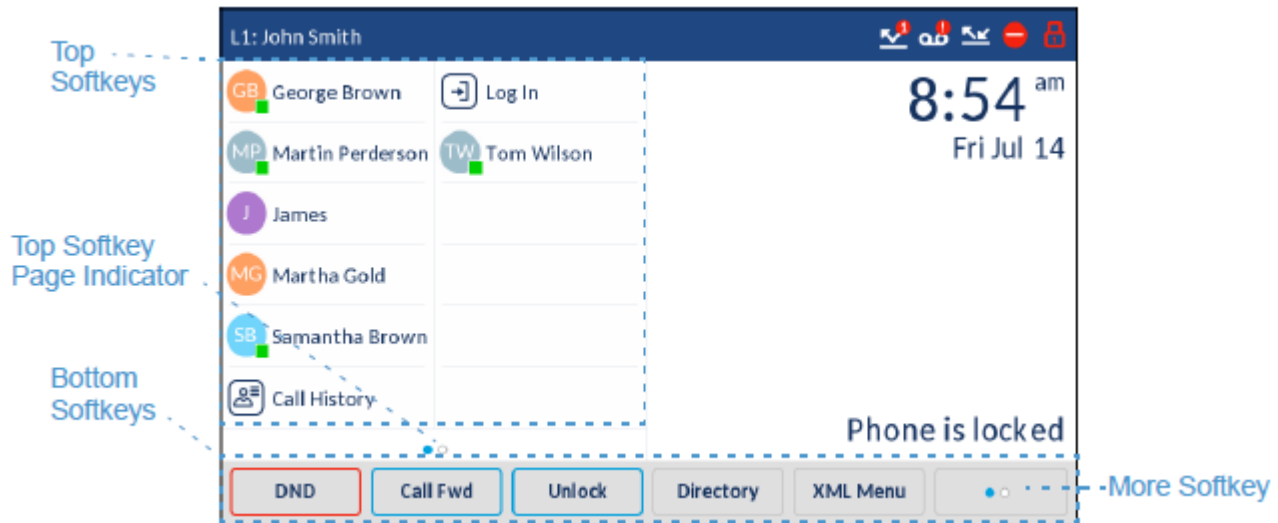 L1: John Smith
1
!
Top
Softkeys
GB George Brown
Log In
8:54 am
MP Martin Perderson
TW Tom Wilson
Fri Jul 14
J James
Top Softkey
Page Indicator
MG Martha Gold
SB Samantha Brown
Bottom
Softkeys
Call History
Phone is locked
DND
Call Fwd
Unlock
Directory
XML Menu
More Softkey